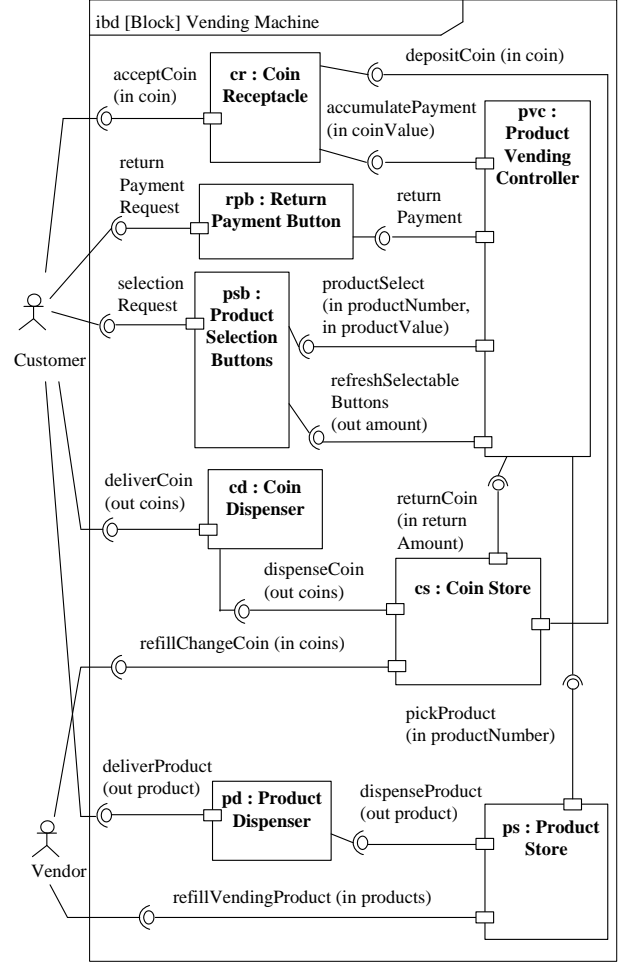 ibd [Block] Vending Machine
acceptCoin
(in coin)
cr : Coin
Receptacle
depositCoin (in coin)
accumulatePayment
(in coinValue)
pvc :
Product
Vending
Controller
return
Payment
Request
rpb : Return
Payment Button
return
Payment
selection
Request
psb :
Product
Selection
Buttons
productSelect
(in productNumber,
in productValue)
Customer
refreshSelectable
Buttons
(out amount)
deliverCoin
(out coins)
cd : Coin
Dispenser
returnCoin
(in return
Amount)
dispenseCoin
(out coins)
cs : Coin Store
refillChangeCoin (in coins)
pickProduct
(in productNumber)
deliverProduct
(out product)
pd : Product
Dispenser
dispenseProduct
(out product)
ps : Product
Store
Vendor
refillVendingProduct (in products)